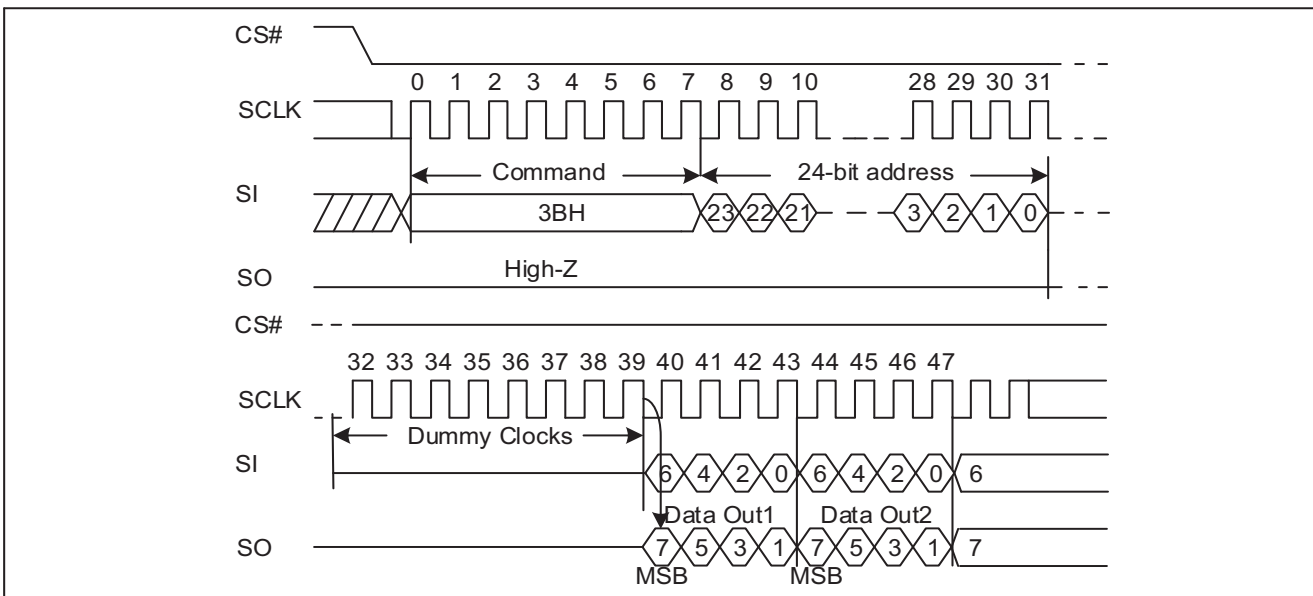 CS#
0 1 2 3 4 5 6 7 8 9 10 28 29 30 31
SCLK
Command 24-bit address
SI
3BH 23 22 21 3 2 1 0
High-Z
SO
CS#
32 33 34 35 36 37 38 39 40 41 42 43 44 45 46 47
SCLK
Dummy Clocks
SI
6 4 2 0 6 4 2 0 6
Data Out1 Data Out2
SO
7 5 3 1 7 5 3 1 7
MSB MSB